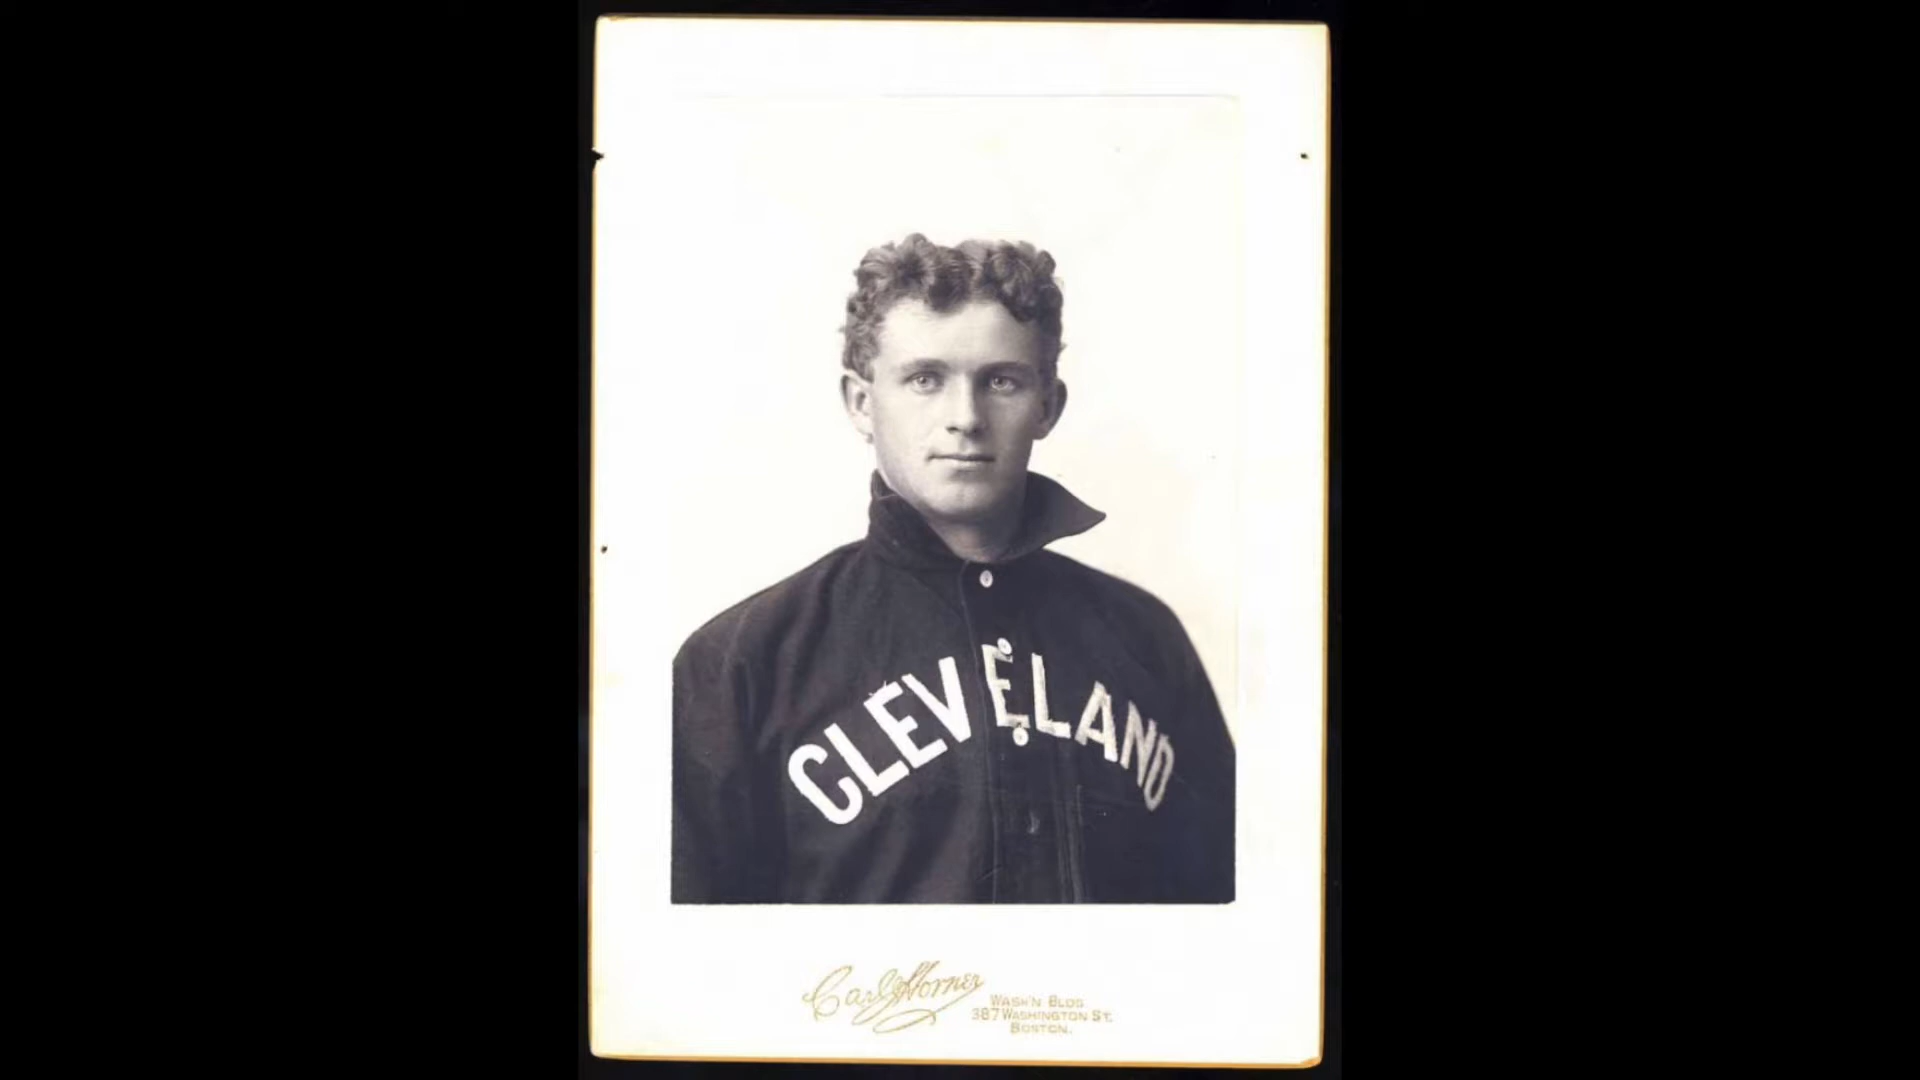 CLEVELAND
Carl Horner
WASH'N BLDG
387 WASHINGTON ST.
BOSTON.